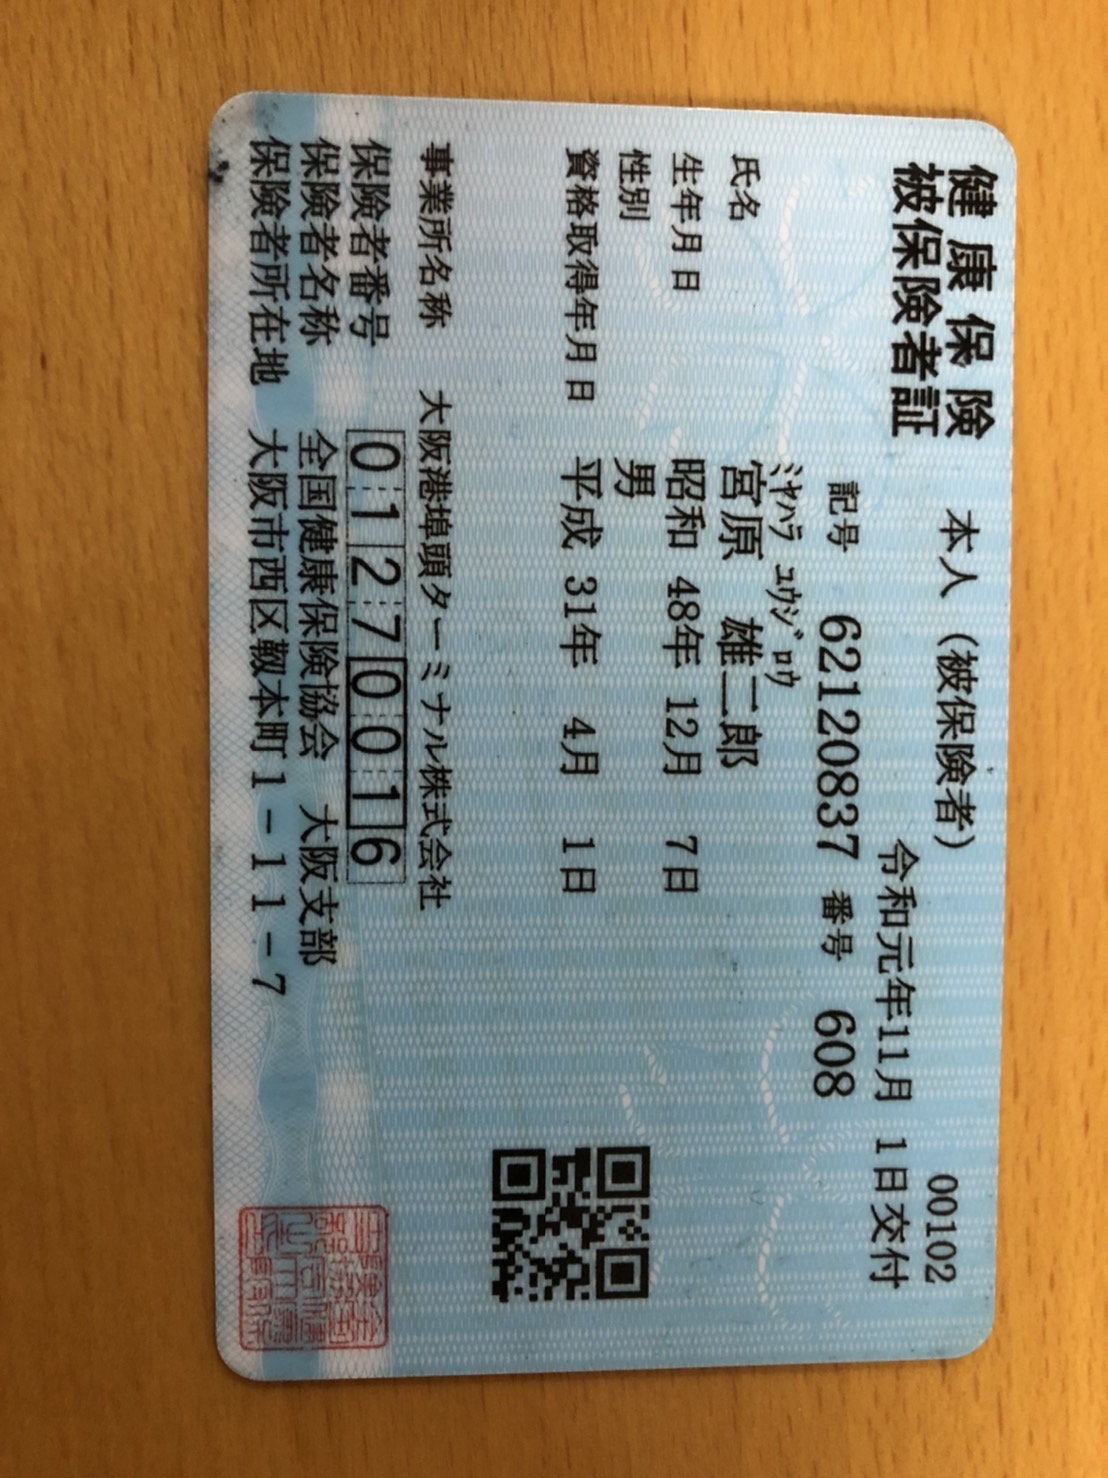 健康保険 本人（被保険者） 00102
被保険者証 令和元年11月 1日交付
記号 62120837 番号 608
ﾐﾔﾊﾗ ﾕｳｼﾞﾛｳ
氏名 宮原 雄二郎
生年月日 昭和 48年 12月 7日
性別 男
資格取得年月日 平成 31年 4月 1日
事業所名称 大阪港埠頭ターミナル株式会社
保険者番号 01270016
保険者名称 全国健康保険協会 大阪支部
保険者所在地 大阪市西区靱本町1-11-7